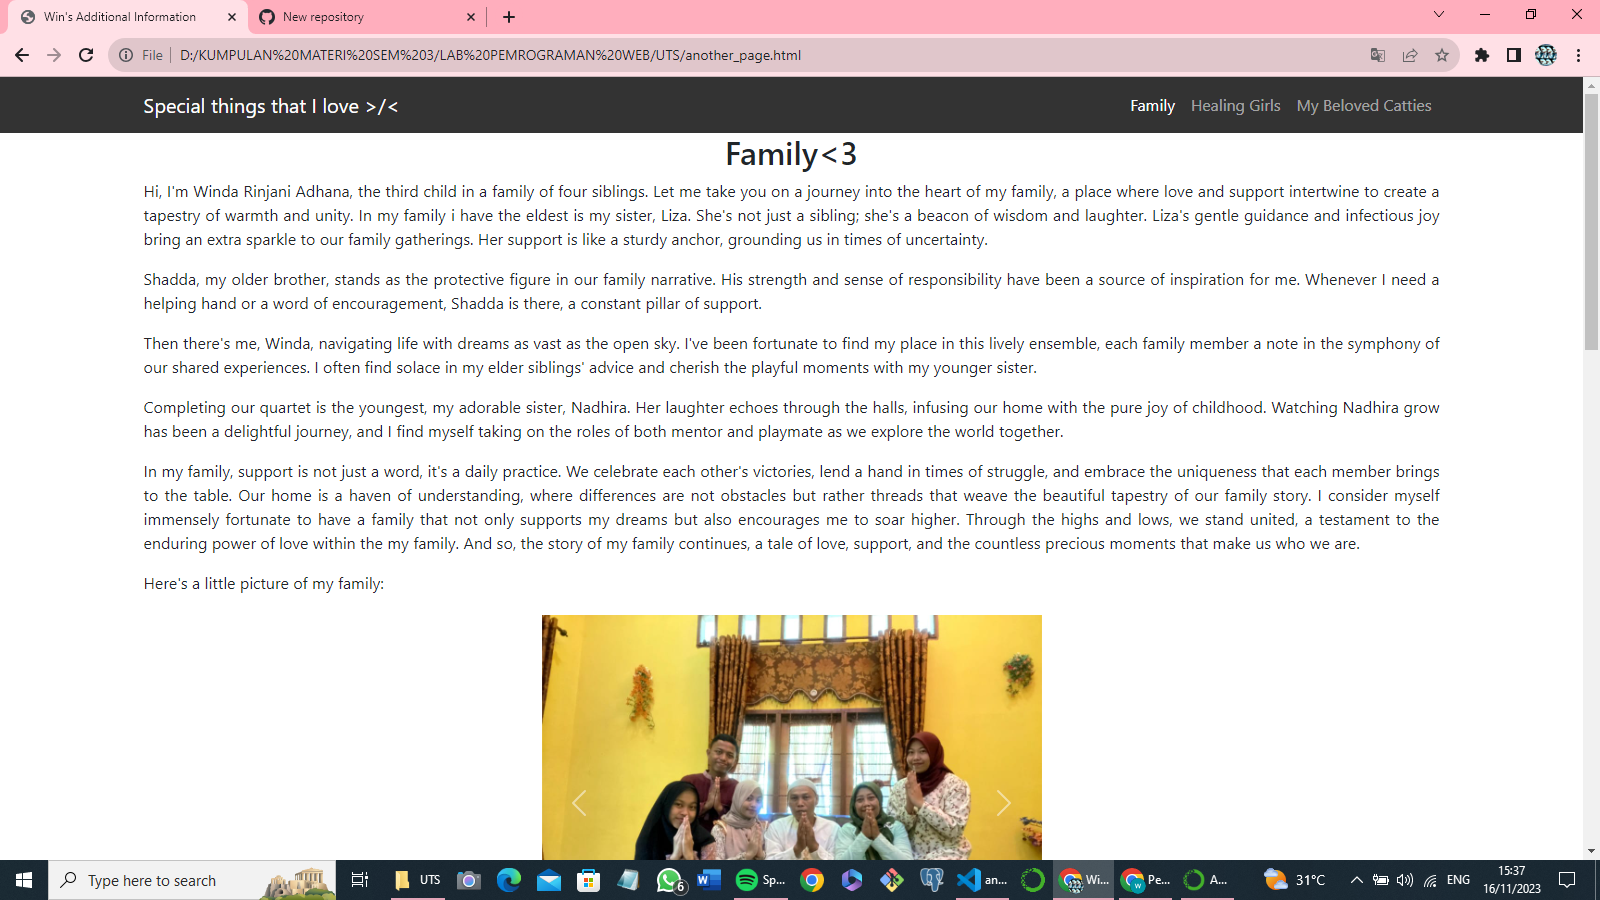 Win's Additional Information
New repository
File
D:/KUMPULAN%20MATERI%20SEM%203/LAB%20PEMROGRAMAN%20WEB/UTS/another_page.html
Special things that I love >/<
Family Healing Girls My Beloved Catties
Family<3
Hi, I'm Winda Rinjani Adhana, the third child in a family of four siblings. Let me take you on a journey into the heart of my family, a place where love and support intertwine to create a
tapestry of warmth and unity. In my family i have the eldest is my sister, Liza. She's not just a sibling; she's a beacon of wisdom and laughter. Liza's gentle guidance and infectious joy
bring an extra sparkle to our family gatherings. Her support is like a sturdy anchor, grounding us in times of uncertainty.
Shadda, my older brother, stands as the protective figure in our family narrative. His strength and sense of responsibility have been a source of inspiration for me. Whenever I need a
helping hand or a word of encouragement, Shadda is there, a constant pillar of support.
Then there's me, Winda, navigating life with dreams as vast as the open sky. I've been fortunate to find my place in this lively ensemble, each family member a note in the symphony of
our shared experiences. I often find solace in my elder siblings' advice and cherish the playful moments with my younger sister.
Completing our quartet is the youngest, my adorable sister, Nadhira. Her laughter echoes through the halls, infusing our home with the pure joy of childhood. Watching Nadhira grow
has been a delightful journey, and I find myself taking on the roles of both mentor and playmate as we explore the world together.
In my family, support is not just a word, it's a daily practice. We celebrate each other's victories, lend a hand in times of struggle, and embrace the uniqueness that each member brings
to the table. Our home is a haven of understanding, where differences are not obstacles but rather threads that weave the beautiful tapestry of our family story. I consider myself
immensely fortunate to have a family that not only supports my dreams but also encourages me to soar higher. Through the highs and lows, we stand united, a testament to the
enduring power of love within the my family. And so, the story of my family continues, a tale of love, support, and the countless precious moments that make us who we are.
Here's a little picture of my family:
Type here to search
UTS
6
Sp...
an...
Wi...
Pe...
A...
31°C
ENG
15:37
16/11/2023